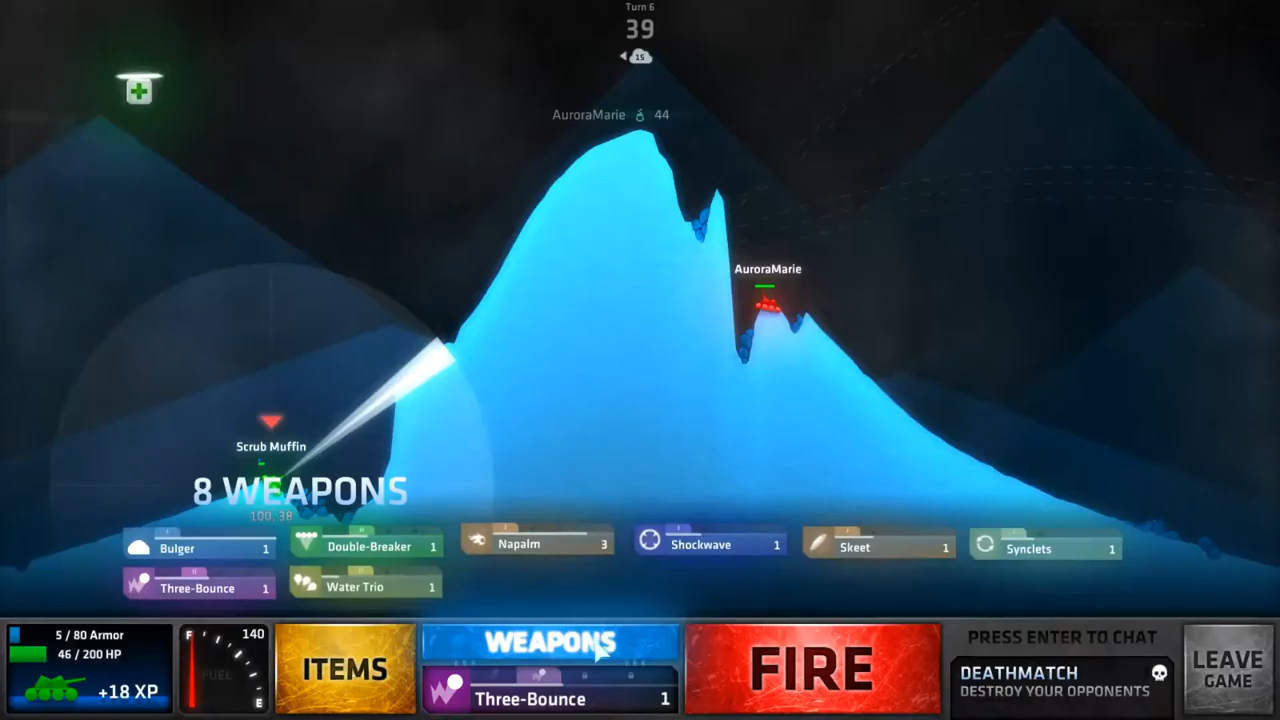 Turn 6
39
15
AuroraMarie 44
AuroraMarie
Scrub Muffin
8 WEAPONS
100, 38
Bulger 1
Double-Breaker 1
Napalm 3
Shockwave 1
Skeet 1
Synclets 1
Three-Bounce 1
Water Trio 1
5 / 80 Armor
46 / 200 HP
+18 XP
F 140
FUEL
E
ITEMS
WEAPONS
Three-Bounce 1
FIRE
PRESS ENTER TO CHAT
DEATHMATCH
DESTROY YOUR OPPONENTS
LEAVE
GAME